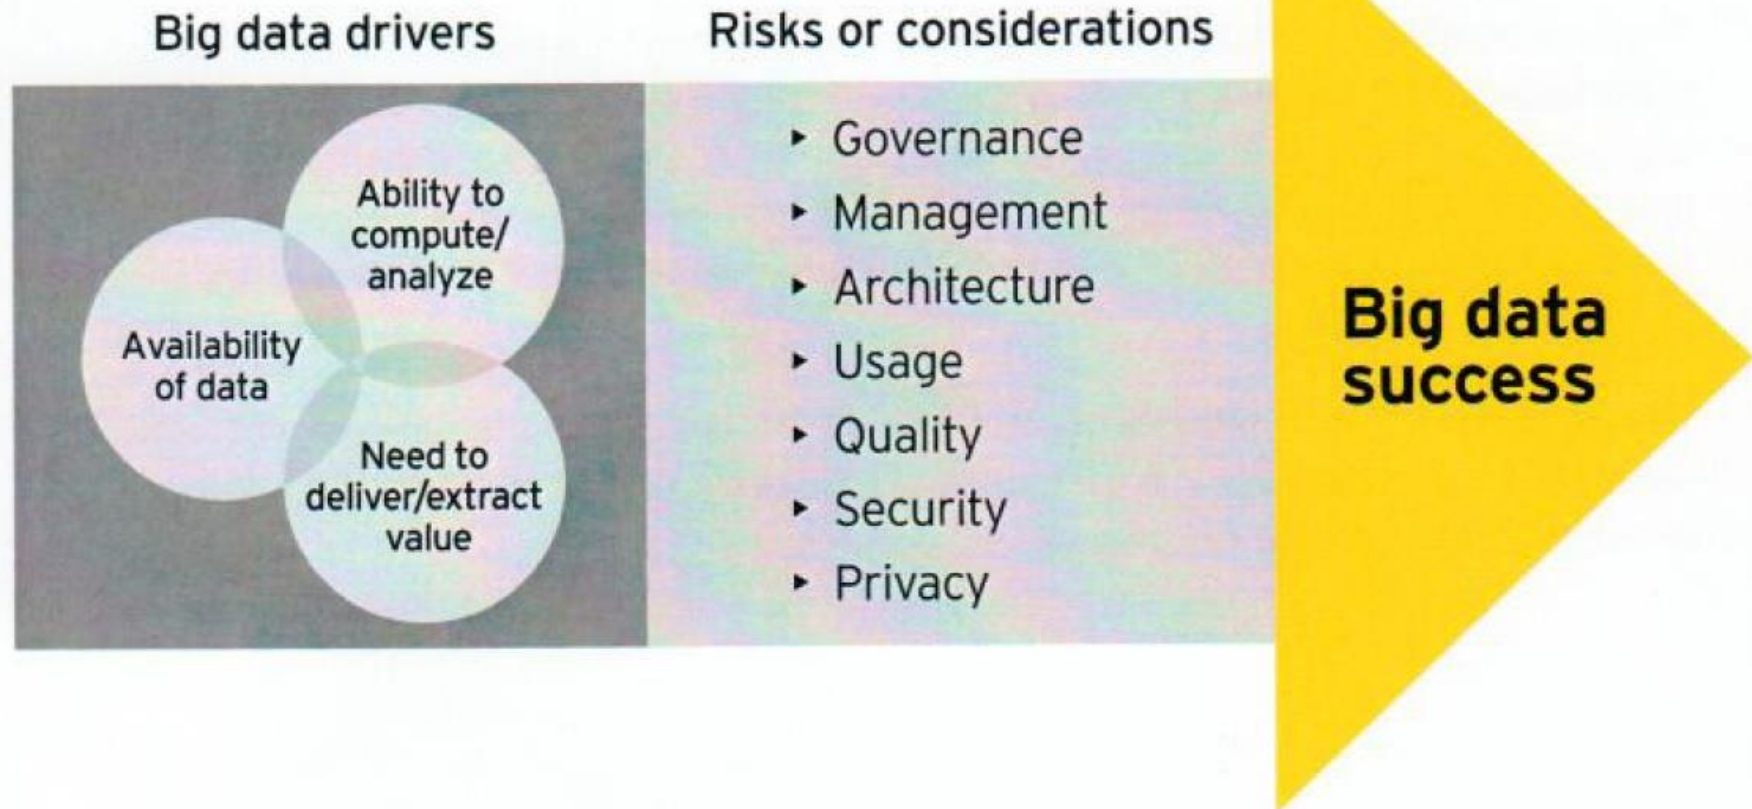 Big data drivers
Risks or considerations
Ability to
compute/
analyze
Availability
of data
Need to
deliver/extract
value
▸ Governance
▸ Management
▸ Architecture
▸ Usage
▸ Quality
▸ Security
▸ Privacy
Big data
success